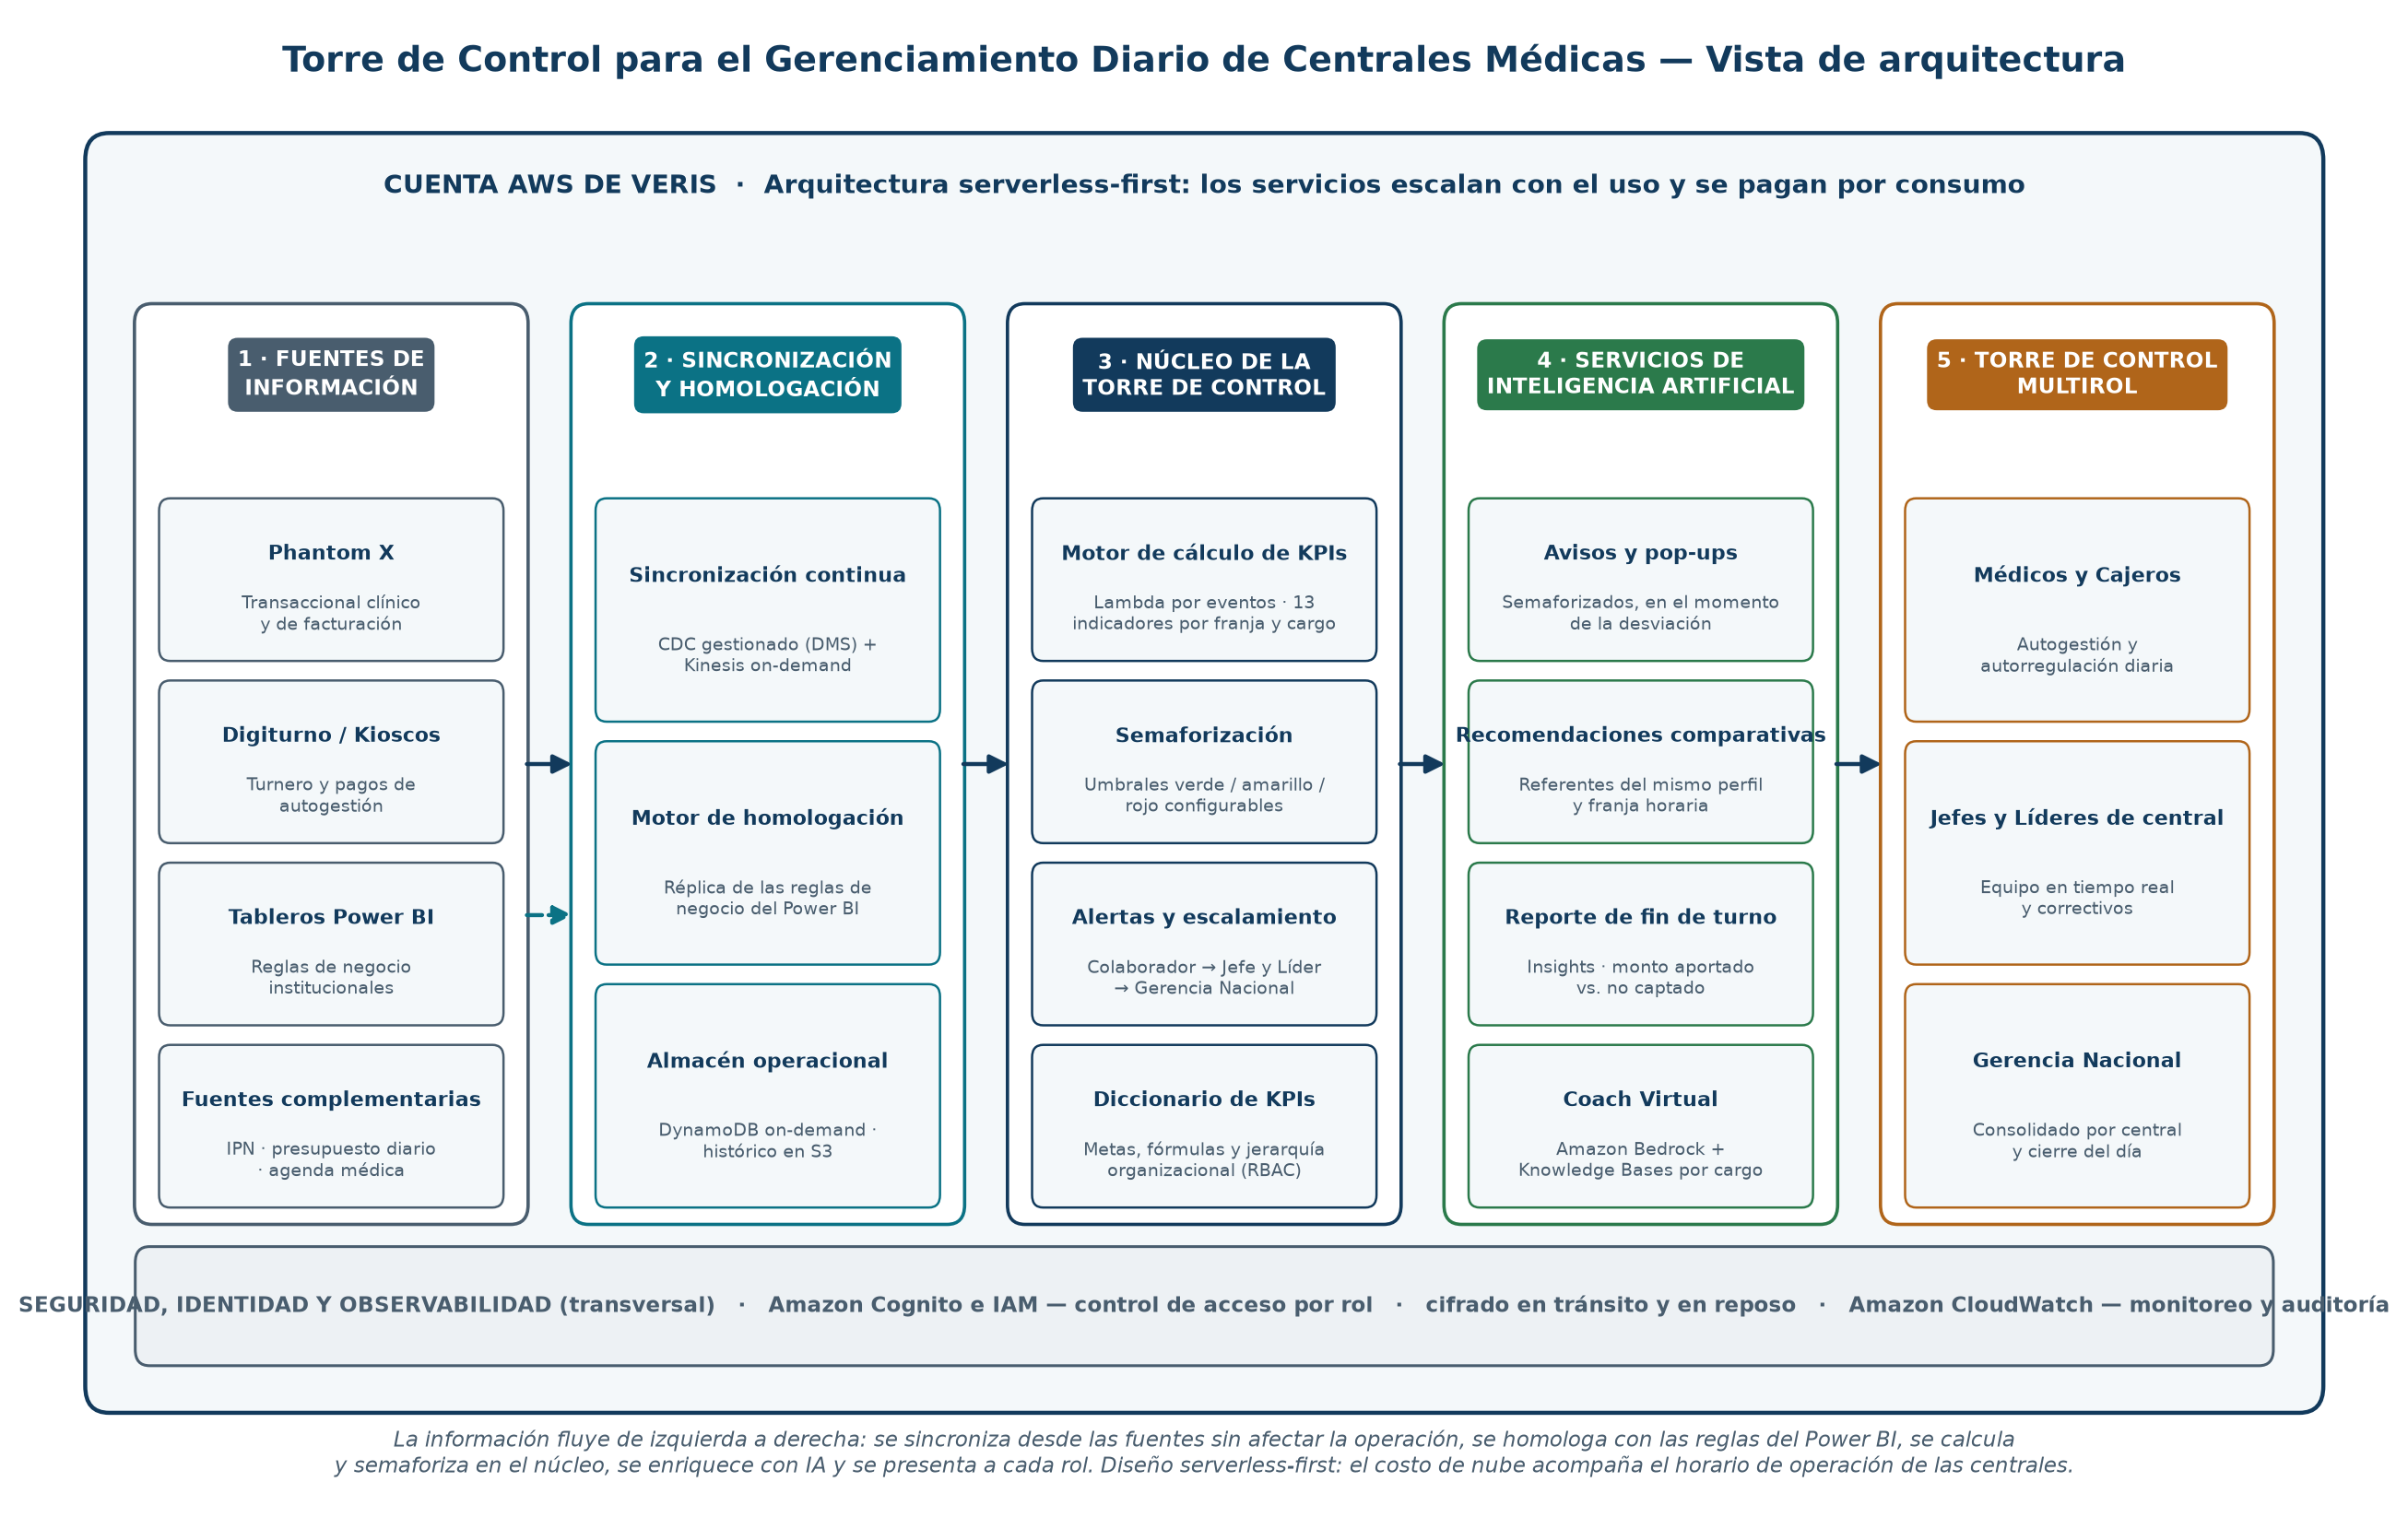 Torre de Control para el Gerenciamiento Diario de Centrales Médicas — Vista de arquitectura
CUENTA AWS DE VERIS · Arquitectura serverless-first: los servicios escalan con el uso y se pagan por consumo
1 · FUENTES DE
INFORMACIÓN
Phantom X
Transaccional clínico
y de facturación
Digiturno / Kioscos
Turnero y pagos de
autogestión
Tableros Power BI
Reglas de negocio
institucionales
Fuentes complementarias
IPN · presupuesto diario
· agenda médica
2 · SINCRONIZACIÓN
Y HOMOLOGACIÓN
Sincronización continua
CDC gestionado (DMS) +
Kinesis on-demand
Motor de homologación
Réplica de las reglas de
negocio del Power BI
Almacén operacional
DynamoDB on-demand ·
histórico en S3
3 · NÚCLEO DE LA
TORRE DE CONTROL
Motor de cálculo de KPIs
Lambda por eventos · 13
indicadores por franja y cargo
Semaforización
Umbrales verde / amarillo /
rojo configurables
Alertas y escalamiento
Colaborador → Jefe y Líder
→ Gerencia Nacional
Diccionario de KPIs
Metas, fórmulas y jerarquía
organizacional (RBAC)
4 · SERVICIOS DE
INTELIGENCIA ARTIFICIAL
Avisos y pop-ups
Semaforizados, en el momento
de la desviación
Recomendaciones comparativas
Referentes del mismo perfil
y franja horaria
Reporte de fin de turno
Insights · monto aportado
vs. no captado
Coach Virtual
Amazon Bedrock +
Knowledge Bases por cargo
5 · TORRE DE CONTROL
MULTIROL
Médicos y Cajeros
Autogestión y
autorregulación diaria
Jefes y Líderes de central
Equipo en tiempo real
y correctivos
Gerencia Nacional
Consolidado por central
y cierre del día
SEGURIDAD, IDENTIDAD Y OBSERVABILIDAD (transversal) · Amazon Cognito e IAM — control de acceso por rol · cifrado en tránsito y en reposo · Amazon CloudWatch — monitoreo y auditoría
La información fluye de izquierda a derecha: se sincroniza desde las fuentes sin afectar la operación, se homologa con las reglas del Power BI, se calcula
y semaforiza en el núcleo, se enriquece con IA y se presenta a cada rol. Diseño serverless-first: el costo de nube acompaña el horario de operación de las centrales.